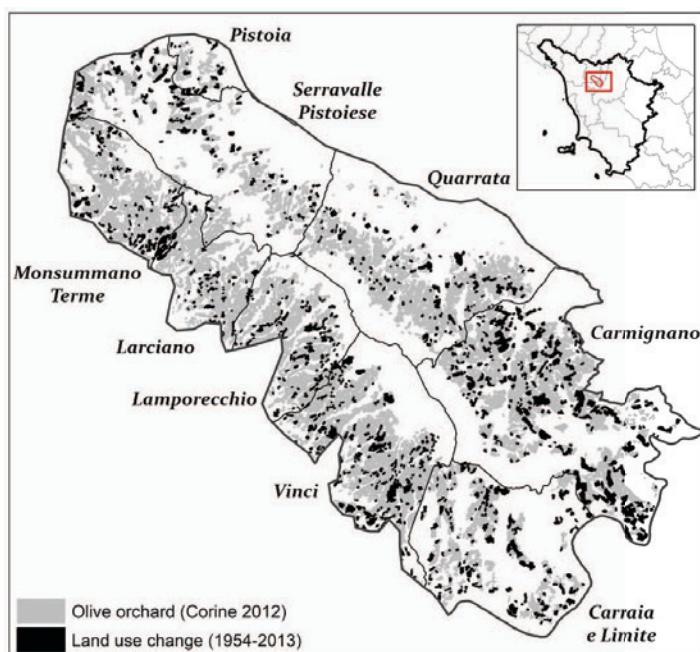 Pistoia
Serravalle
Pistoiese
Quarrata
Monsummano
Terme
Carmignano
Larciano
Lamporecchio
Vinci
Carraia
e Limite
Olive orchard (Corine 2012)
Land use change (1954-2013)